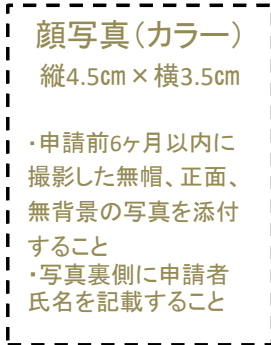 顔写真（カラー）
縦4.5㎝×横3.5㎝
・申請前6ヶ月以内に
撮影した無帽、正面、
無背景の写真を添付
すること
・写真裏側に申請者
氏名を記載すること